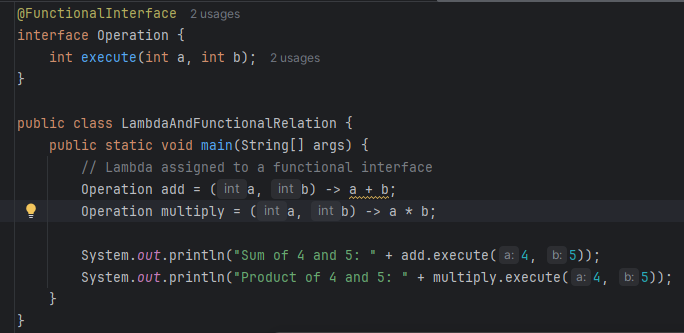 @FunctionalInterface 2 usages
interface Operation {
    int execute(int a, int b); 2 usages
}
public class LambdaAndFunctionalRelation {
    public static void main(String[] args) {
        // Lambda assigned to a functional interface
        Operation add = ( int a, int b) -> a + b;
        Operation multiply = ( int a, int b) -> a * b;
        System.out.println("Sum of 4 and 5: " + add.execute( a: 4, b: 5));
        System.out.println("Product of 4 and 5: " + multiply.execute( a: 4, b: 5));
    }
}